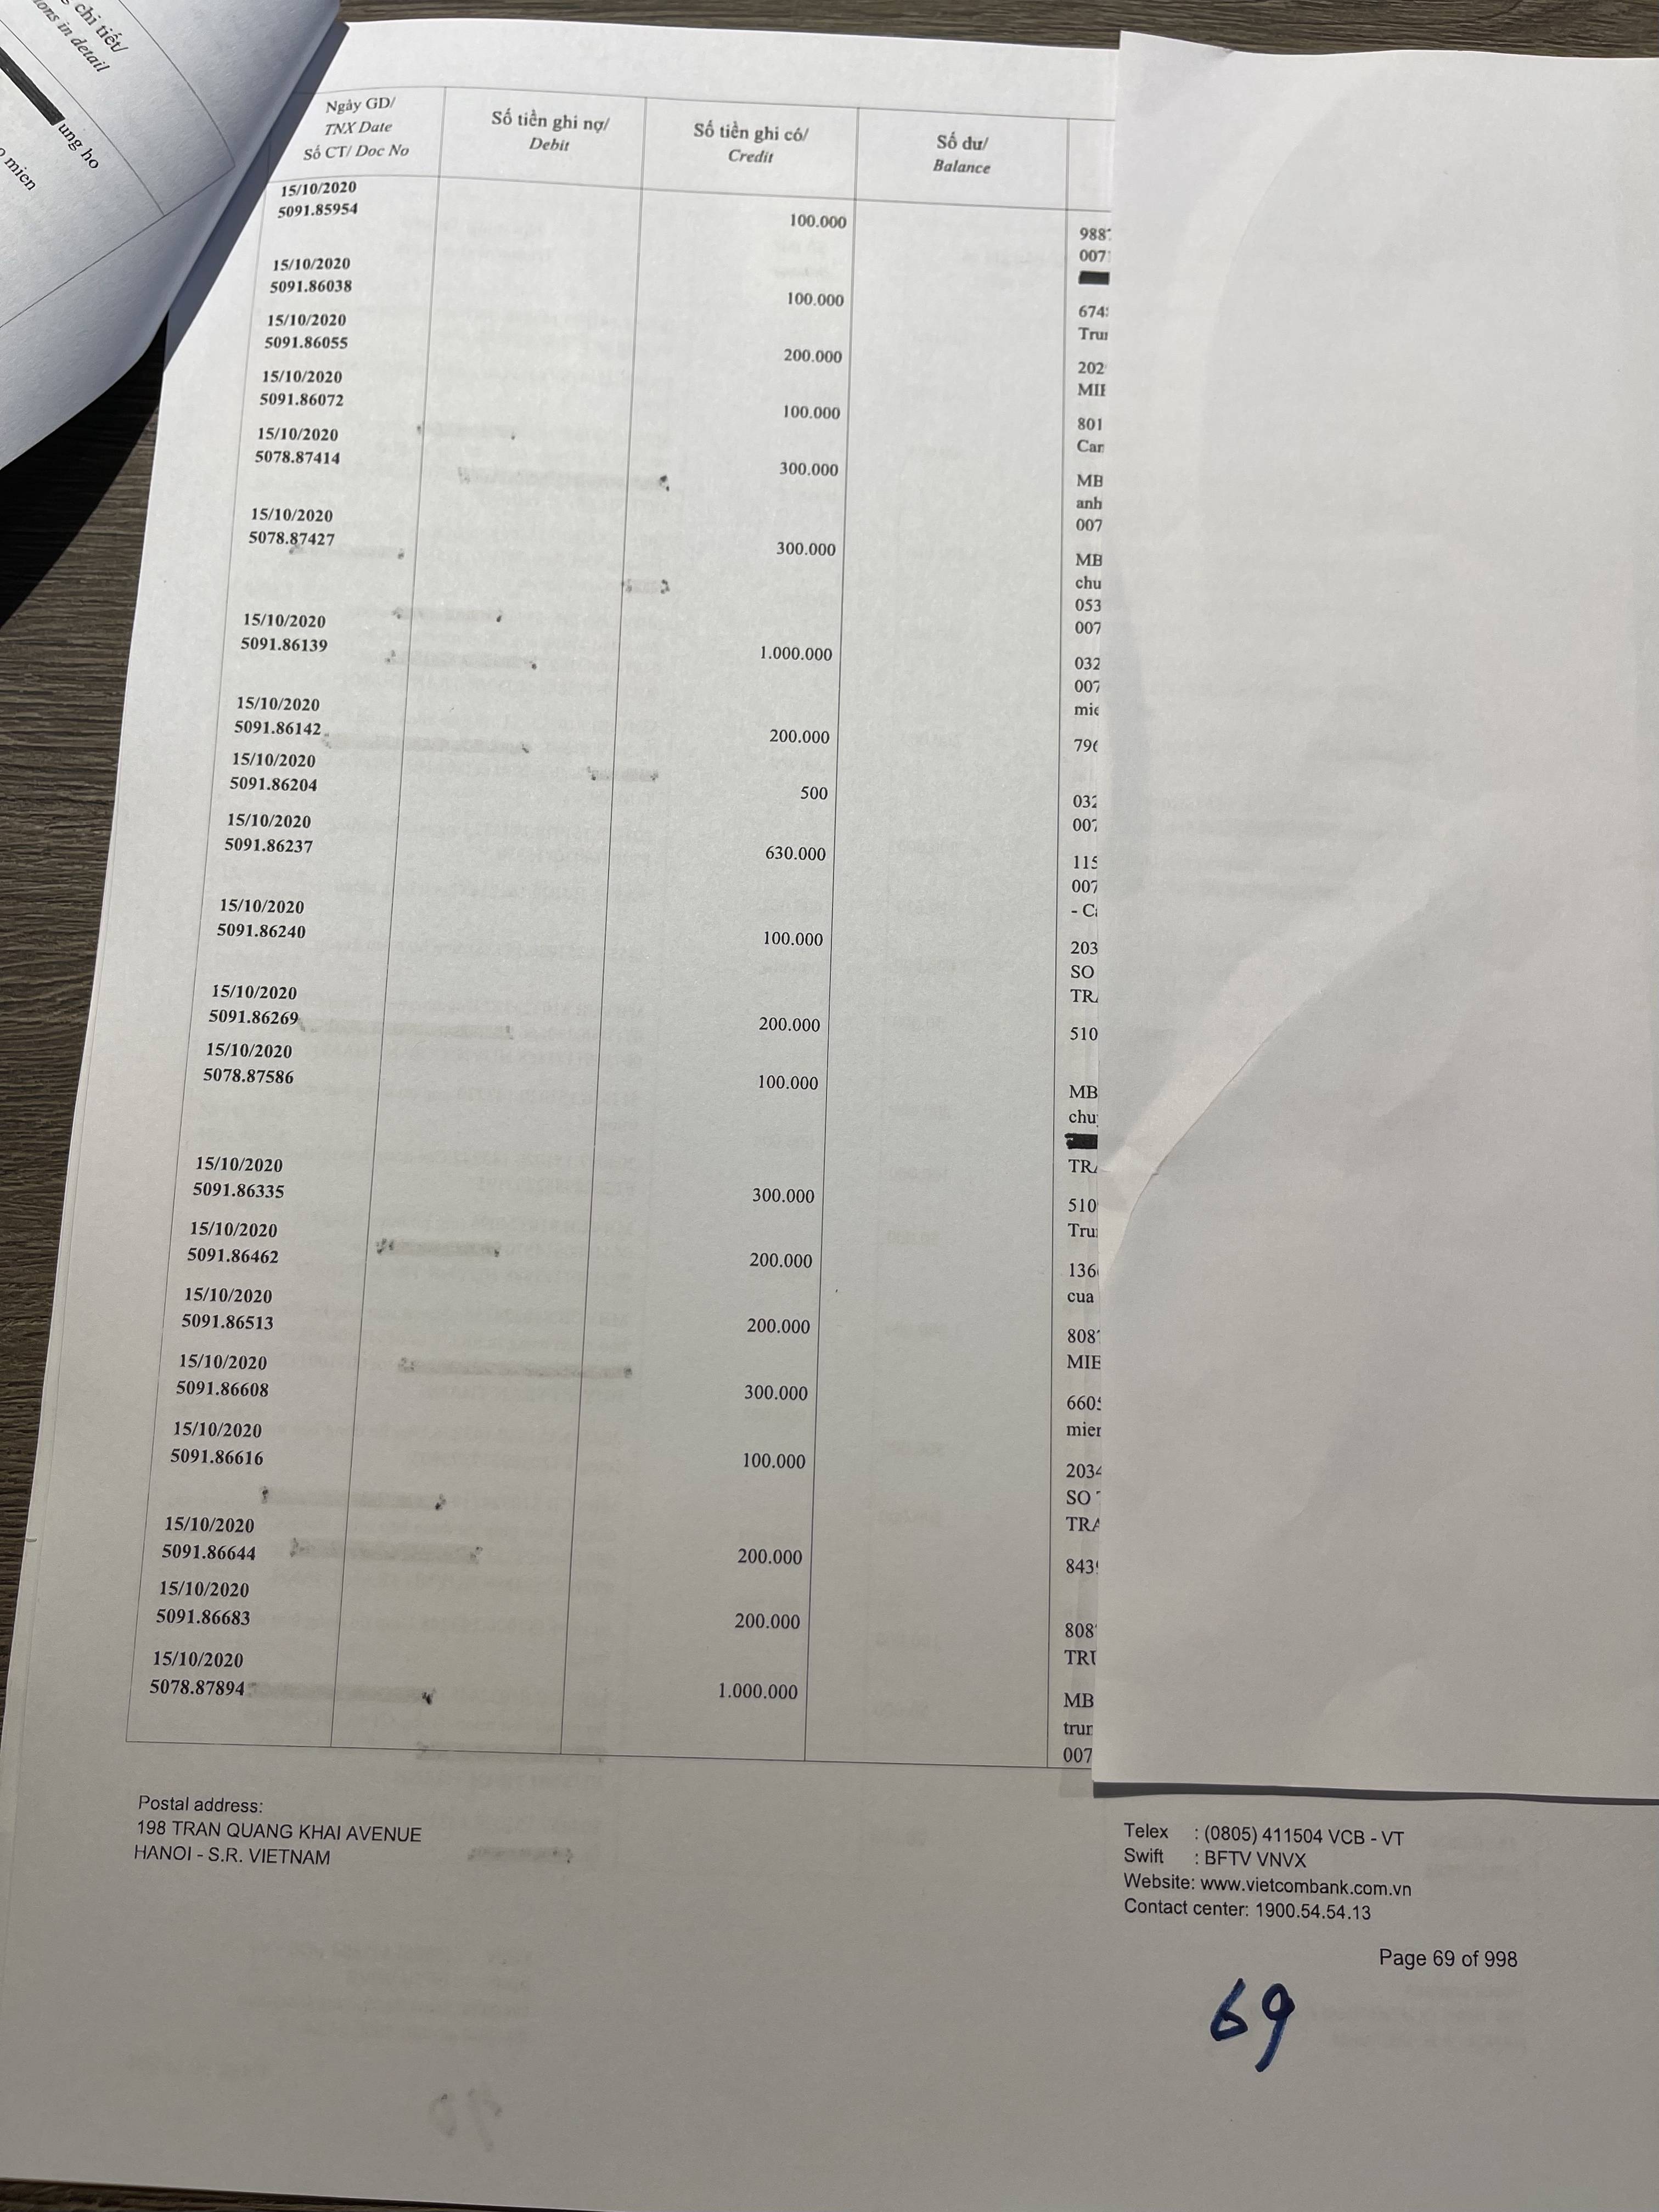 chi tiết/
ions in detail
ung ho
mien
Ngày GD/
TNX Date
Số CT/ Doc No
Số tiền ghi nợ/
Debit
Số tiền ghi có/
Credit
Số dư/
Balance
15/10/2020
5091.85954
100.000
988
007
15/10/2020
5091.86038
100.000
674
Tru
15/10/2020
5091.86055
200.000
202
MIE
15/10/2020
5091.86072
100.000
801
Can
15/10/2020
5078.87414
300.000
MB
anh
007
15/10/2020
5078.87427
300.000
MB
chu
053
007
15/10/2020
5091.86139
1.000.000
032
007
mie
15/10/2020
5091.86142
200.000
796
15/10/2020
5091.86204
500
032
007
15/10/2020
5091.86237
630.000
115
007
- C
15/10/2020
5091.86240
100.000
203
SO
TRA
15/10/2020
5091.86269
200.000
510
15/10/2020
5078.87586
100.000
MB
chu
TRA
15/10/2020
5091.86335
300.000
510
Tru
15/10/2020
5091.86462
200.000
136
cua
15/10/2020
5091.86513
200.000
808
MIE
15/10/2020
5091.86608
300.000
660
mie
15/10/2020
5091.86616
100.000
2034
SO
TRA
15/10/2020
5091.86644
200.000
843
15/10/2020
5091.86683
200.000
808
TRU
15/10/2020
5078.87894
1.000.000
MB
trun
007
Postal address:
198 TRAN QUANG KHAI AVENUE
HANOI - S.R. VIETNAM
Telex : (0805) 411504 VCB - VT
Swift : BFTV VNVX
Website: www.vietcombank.com.vn
Contact center: 1900.54.54.13
Page 69 of 998
69